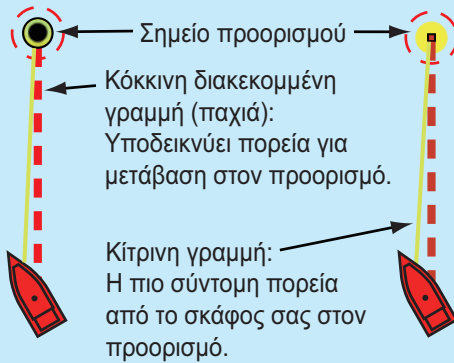 Σημείο προορισμού
Κόκκινη διακεκομμένη
γραμμή (παχιά):
Υποδεικνύει πορεία για
μετάβαση στον προορισμό.
Κίτρινη γραμμή:
Η πιο σύντομη πορεία
από το σκάφος σας στον
προορισμό.